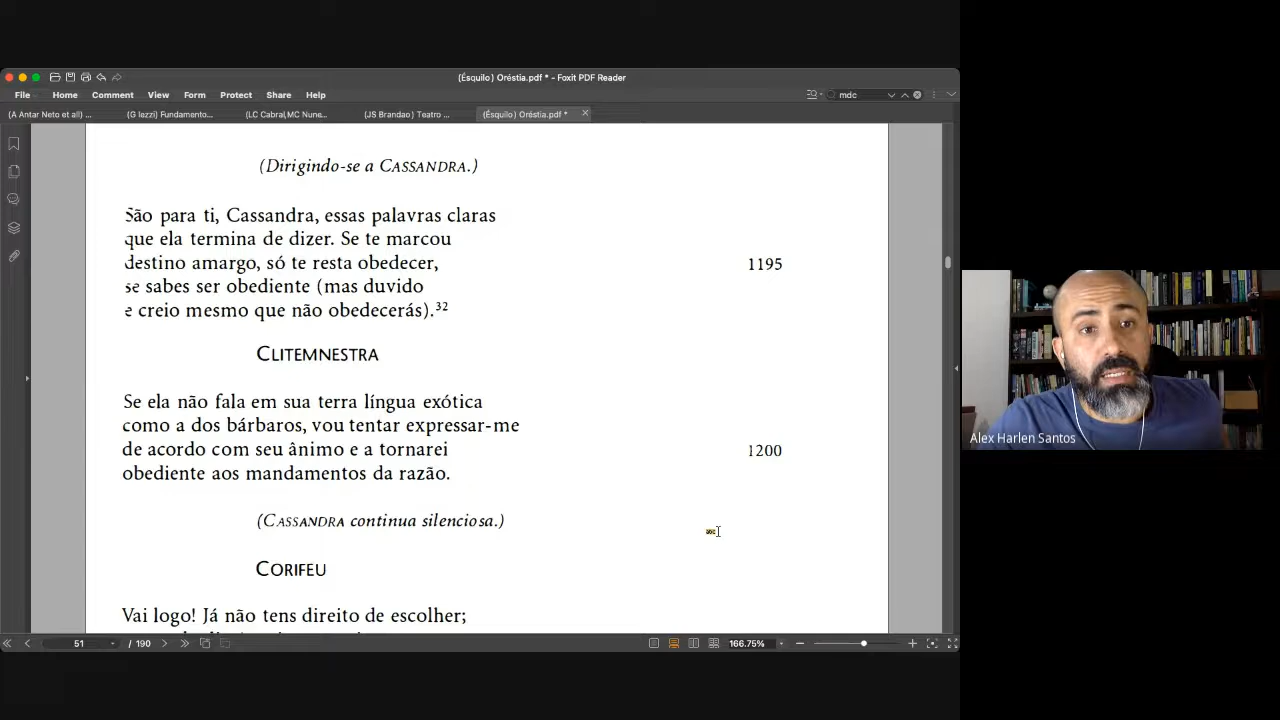 (Ésquilo) Oréstia.pdf * - Foxit PDF Reader
File Home Comment View Form Protect Share Help
mdc
(A Antar Neto et all) ...
(G Iezzi) Fundamento...
(LC Cabral,MC Nune...
(JS Brandao) Teatro ...
(Ésquilo) Oréstia.pdf *
(Dirigindo-se a CASSANDRA.)
São para ti, Cassandra, essas palavras claras
que ela termina de dizer. Se te marcou
destino amargo, só te resta obedecer, 1195
se sabes ser obediente (mas duvido
e creio mesmo que não obedecerás).³²
CLITEMNESTRA
Se ela não fala em sua terra língua exótica
como a dos bárbaros, vou tentar expressar-me
de acordo com seu ânimo e a tornarei 1200
obediente aos mandamentos da razão.
(CASSANDRA continua silenciosa.)
CORIFEU
Vai logo! Já não tens direito de escolher;
51 / 190
166.75%
Alex Harlen Santos